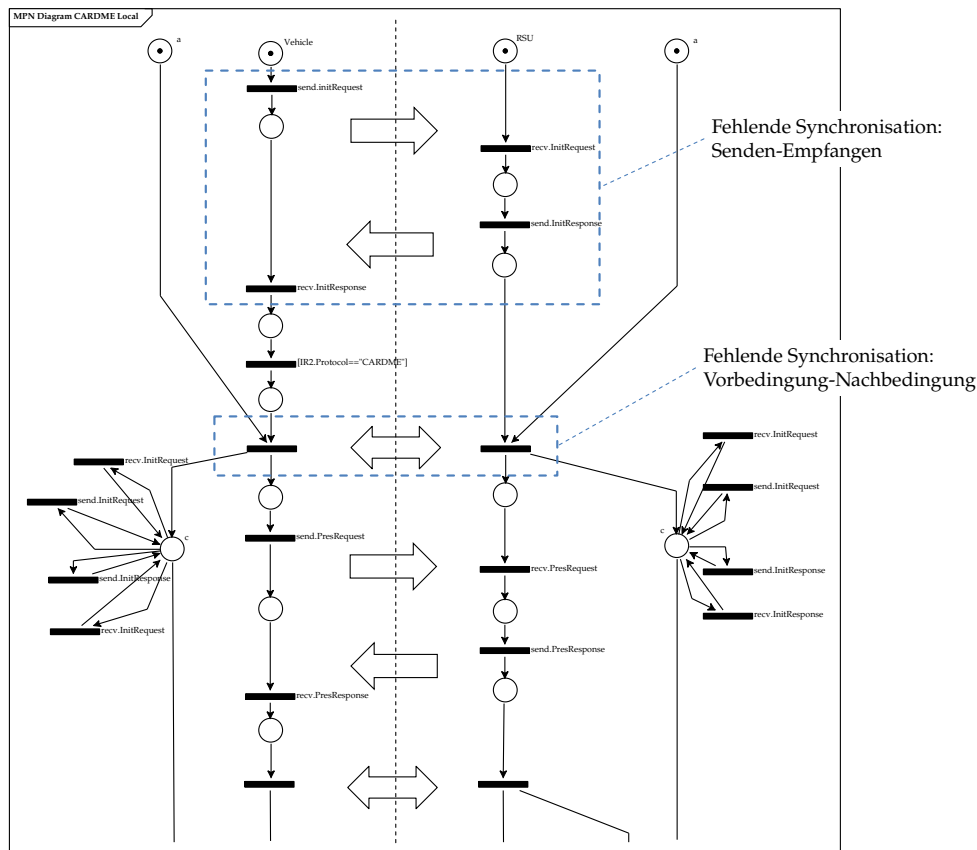 MPN Diagram CARDME Local
a
Vehicle
RSU
a
send.initRequest
Fehlende Synchronisation:
Senden-Empfangen
recv.InitRequest
send.InitResponse
recv.InitResponse
[IR2.Protocol=="CARDME"]
Fehlende Synchronisation:
Vorbedingung-Nachbedingung
recv.InitRequest
recv.InitRequest
send.InitRequest
send.InitRequest
c
c
send.PresRequest
recv.PresRequest
send.InitResponse
send.InitResponse
recv.InitResponse
recv.InitRequest
send.PresResponse
recv.PresResponse